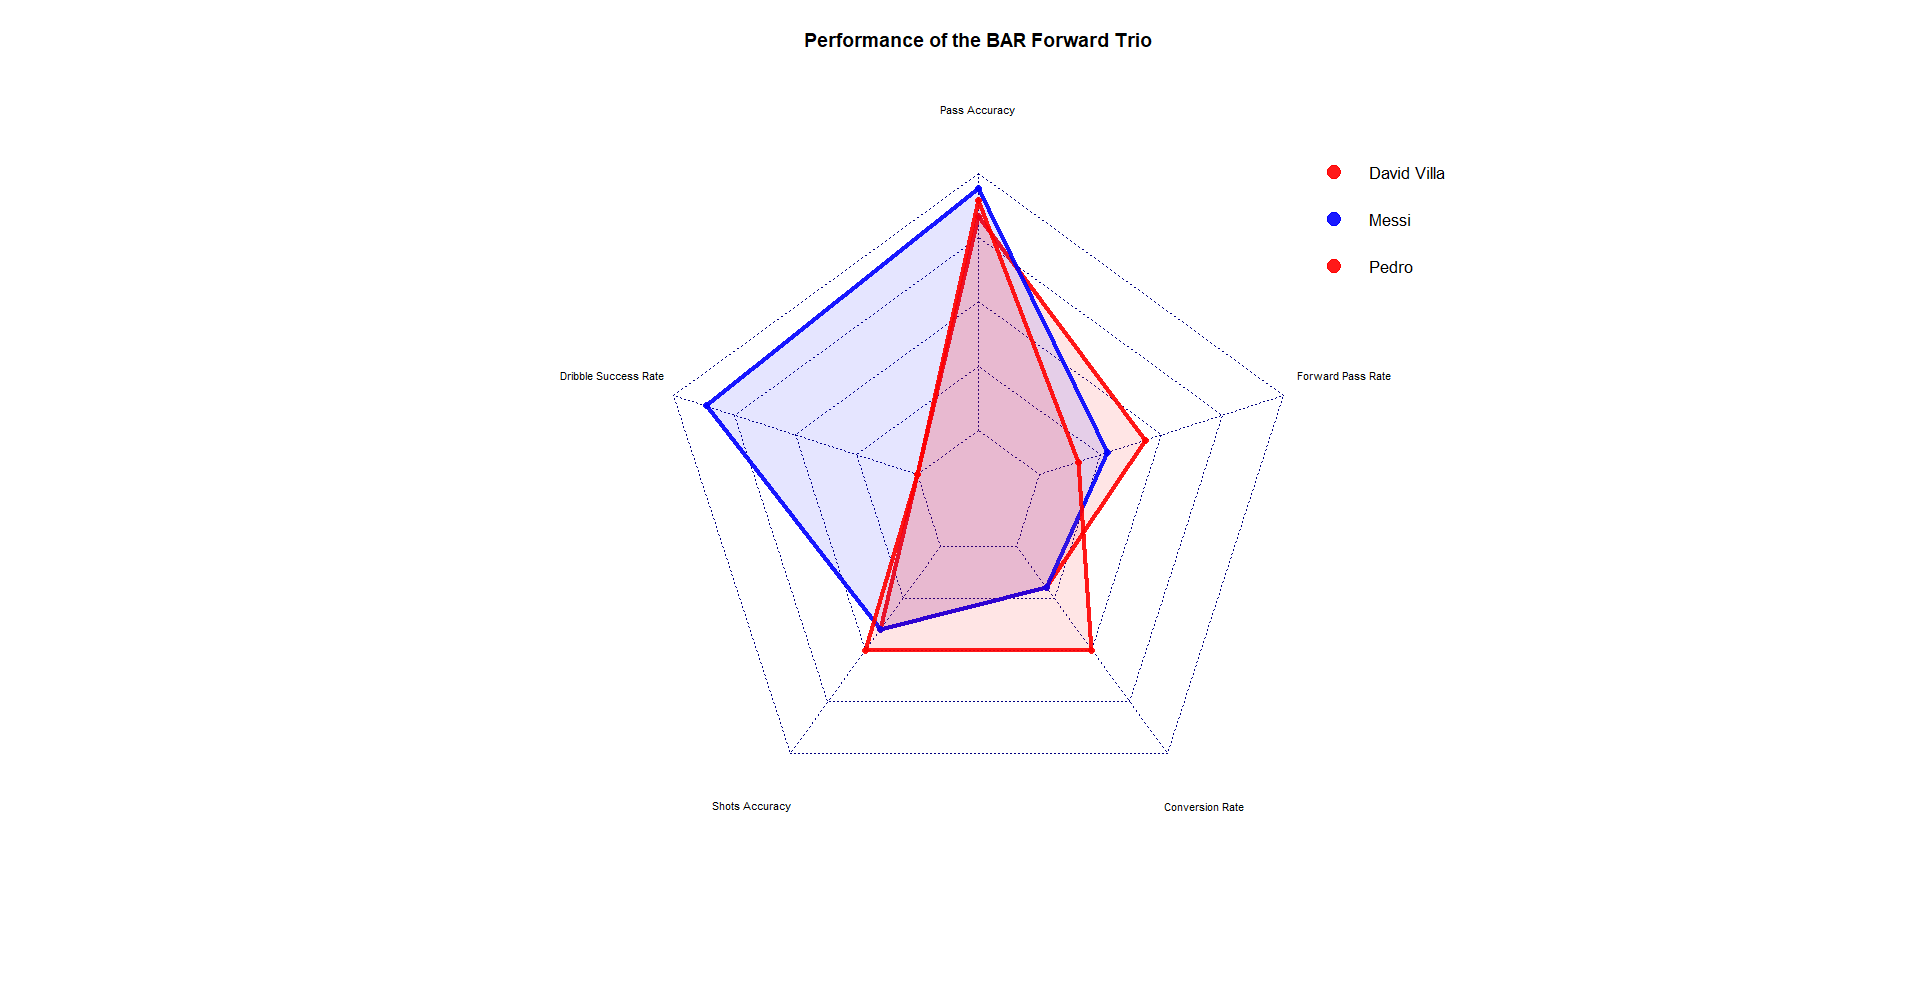 Performance of the BAR Forward Trio
Pass Accuracy
David Villa
Messi
Pedro
Dribble Success Rate
Forward Pass Rate
Shots Accuracy
Conversion Rate